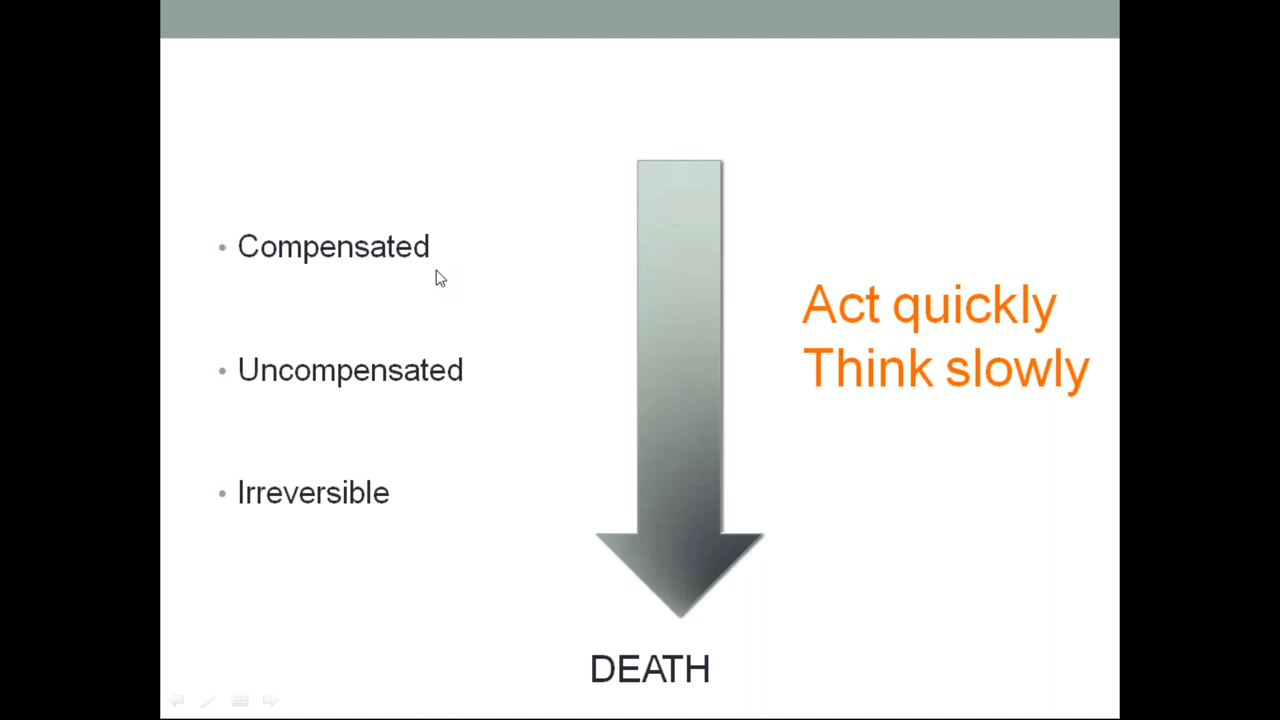 • Compensated
• Uncompensated
• Irreversible
Act quickly
Think slowly
DEATH